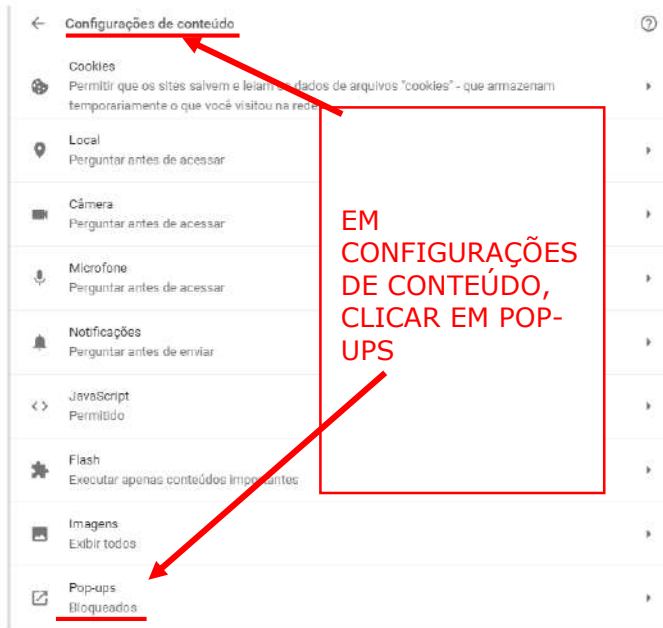 Configurações de conteúdo
Cookies
Permitir que os sites salvem e leiam os dados de arquivos "cookies" - que armazenam
temporariamente o que você visitou na rede
Local
Perguntar antes de acessar
Câmera
Perguntar antes de acessar
Microfone
Perguntar antes de acessar
Notificações
Perguntar antes de enviar
JavaScript
Permitido
Flash
Executar apenas conteúdos importantes
Imagens
Exibir todos
Pop-ups
Bloqueados
EM
CONFIGURAÇÕES
DE CONTEÚDO,
CLICAR EM POP-
UPS